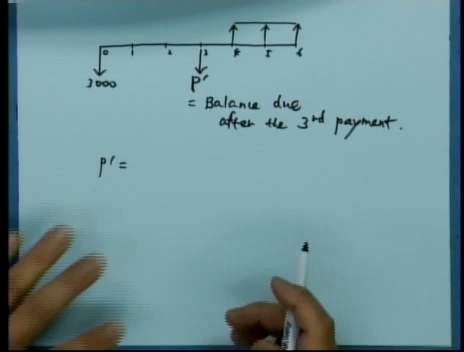 0 1 2 3 4 5 6
3000 P'
= Balance due
after the 3rd payment.
P' =